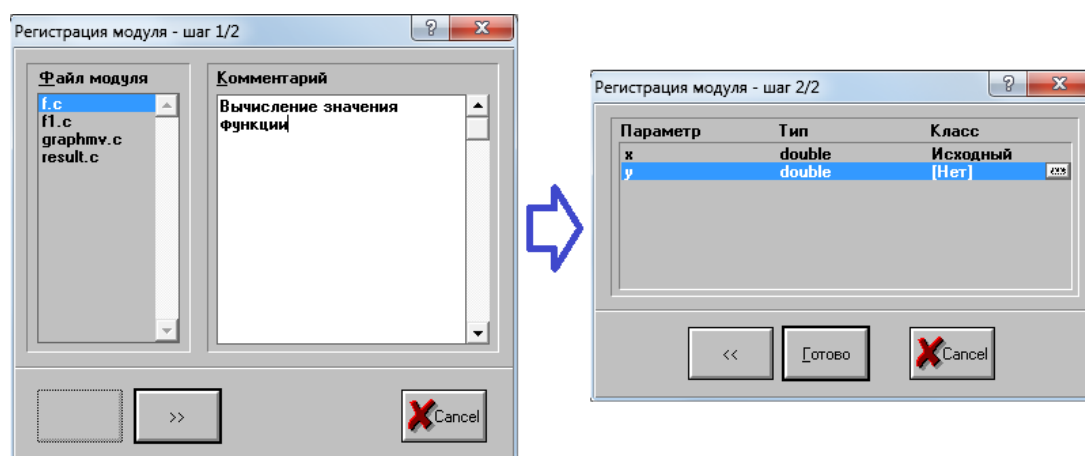 Регистрация модуля - шаг 1/2
?
x
Файл модуля
f.c
f1.c
graphmv.c
result.c
Комментарий
Вычисление значения
функции
>>
Cancel
Регистрация модуля - шаг 2/2
?
x
Параметр Тип Класс
x double Исходный
y double [Нет]
<<
Готово
Cancel